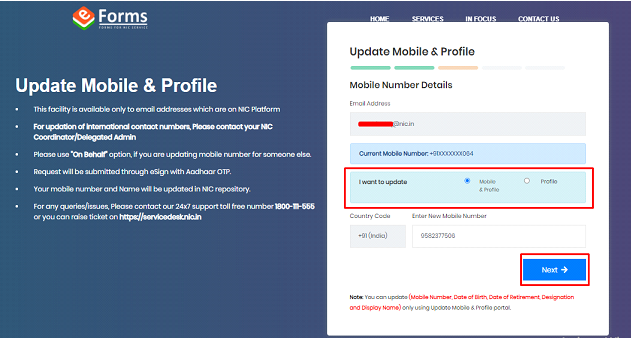 eForms
FORMS FOR NIC SERVICE
HOME SERVICES IN FOCUS CONTACT US
Update Mobile & Profile
• This facility is available only to email addresses which are on NIC Platform
• For updation of international contact numbers, Please contact your NIC
Coordinator/Delegated Admin
• Please use "On Behalf" option, if you are updating mobile number for someone else.
• Request will be submitted through eSign with Aadhaar OTP.
• Your mobile number and Name will be updated in NIC repository.
• For any queries/issues, Please contact our 24x7 support toll free number 1800-111-555
or you can raise ticket on https://servicedesk.nic.in
Update Mobile & Profile
Mobile Number Details
Email Address
@nic.in
Current Mobile Number: +91XXXXXXX064
I want to update Mobile
& Profile Profile
Country Code Enter New Mobile Number
+91 (India) 9582377506
Next →
Note: You can update (Mobile Number, Date of Birth, Date of Retirement, Designation
and Display Name) only using Update Mobile & Profile portal.